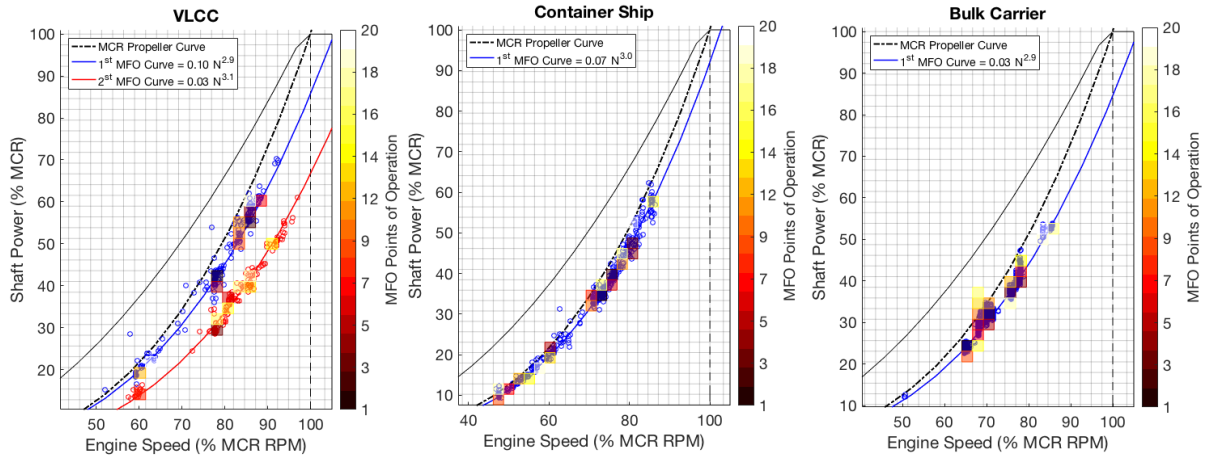 VLCC
MCR Propeller Curve
1st MFO Curve = 0.10 N^2.9
2st MFO Curve = 0.03 N^3.1
Shaft Power (% MCR)
100
90
80
70
60
50
40
30
20
50 60 70 80 90 100
Engine Speed (% MCR RPM)
20
18
16
14
12
9
7
5
3
1
MFO Points of Operation
Container Ship
MCR Propeller Curve
1st MFO Curve = 0.07 N^3.0
Shaft Power (% MCR)
100
90
80
70
60
50
40
30
20
10
40 60 80 100
Engine Speed (% MCR RPM)
20
18
16
14
12
9
7
5
3
1
MFO Points of Operation
Bulk Carrier
MCR Propeller Curve
1st MFO Curve = 0.03 N^2.9
Shaft Power (% MCR)
100
90
80
70
60
50
40
30
20
10
50 60 70 80 90 100
Engine Speed (% MCR RPM)
20
18
16
14
12
9
7
5
3
1
MFO Points of Operation